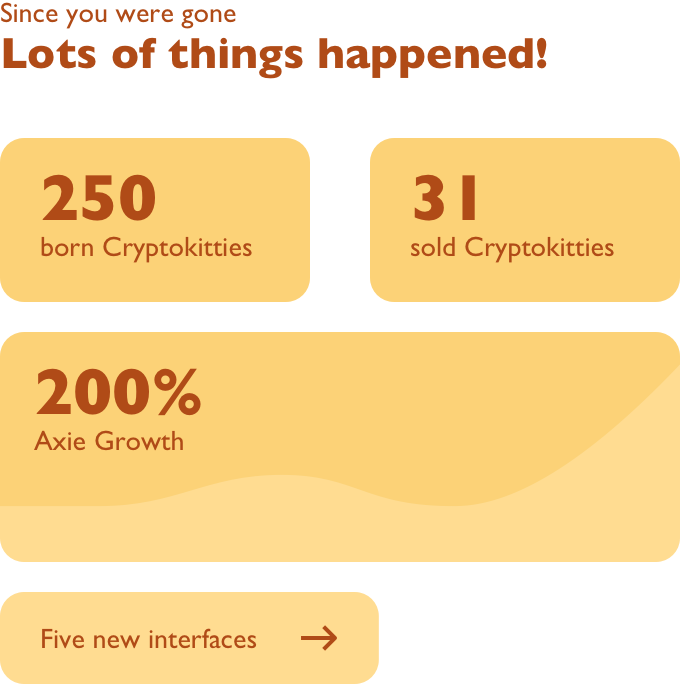 Since you were gone
Lots of things happened!
250
born Cryptokitties
31
sold Cryptokitties
200%
Axie Growth
Five new interfaces